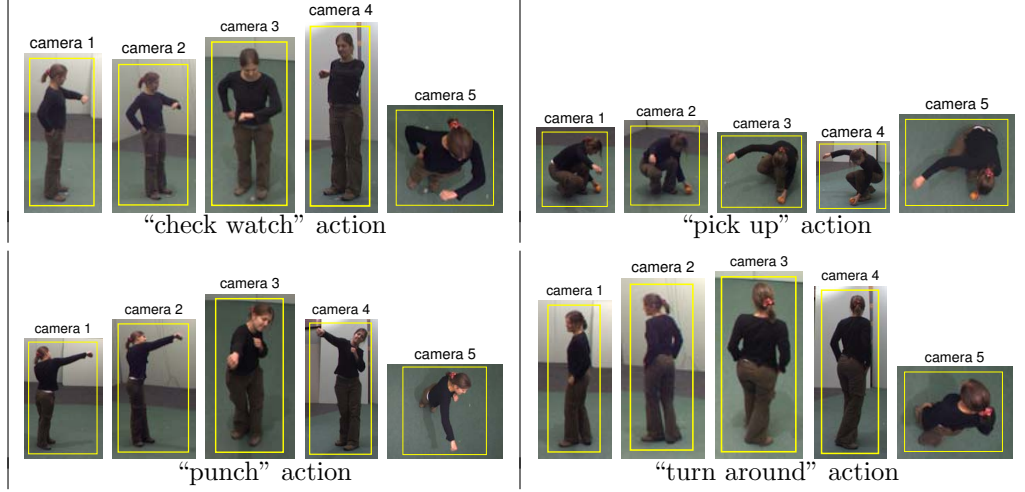 camera 1
camera 2
camera 3
camera 4
camera 5
“check watch” action
camera 1
camera 2
camera 3
camera 4
camera 5
“pick up” action
camera 1
camera 2
camera 3
camera 4
camera 5
“punch” action
camera 1
camera 2
camera 3
camera 4
camera 5
“turn around” action